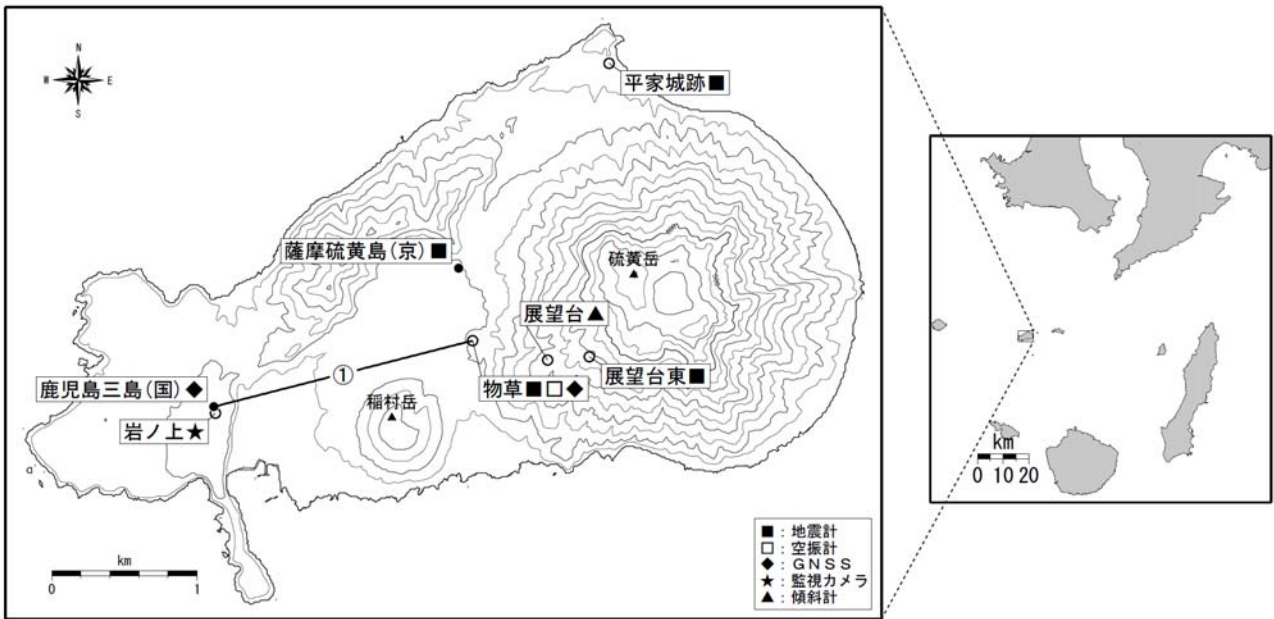 N
W E
S
平家城跡■
薩摩硫黄島(京)■
硫黄岳
展望台▲
①
鹿児島三島(国)◆
物草■□◆
展望台東■
稲村岳
岩ノ上★
km
0 1
■：地震計
□：空振計
◆：GNSS
★：監視カメラ
▲：傾斜計
km
0 10 20